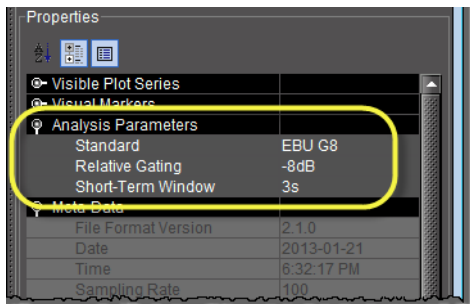 Properties
Visible Plot Series
Visual Markers
Analysis Parameters
Standard EBU G8
Relative Gating -8dB
Short-Term Window 3s
Meta-Data
File Format Version 2.1.0
Date 2013-01-21
Time 6:32:17 PM
Sampling Rate 100